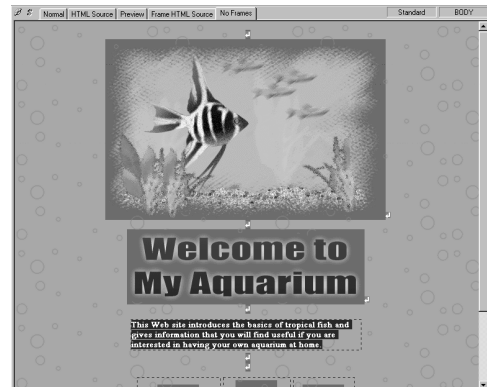 Normal HTML Source Preview Frame HTML Source No Frames Standard BODY
Welcome to
My Aquarium
This Web site introduces the basics of tropical fish and
gives information that you will find useful if you are
interested in having your own aquarium at home.